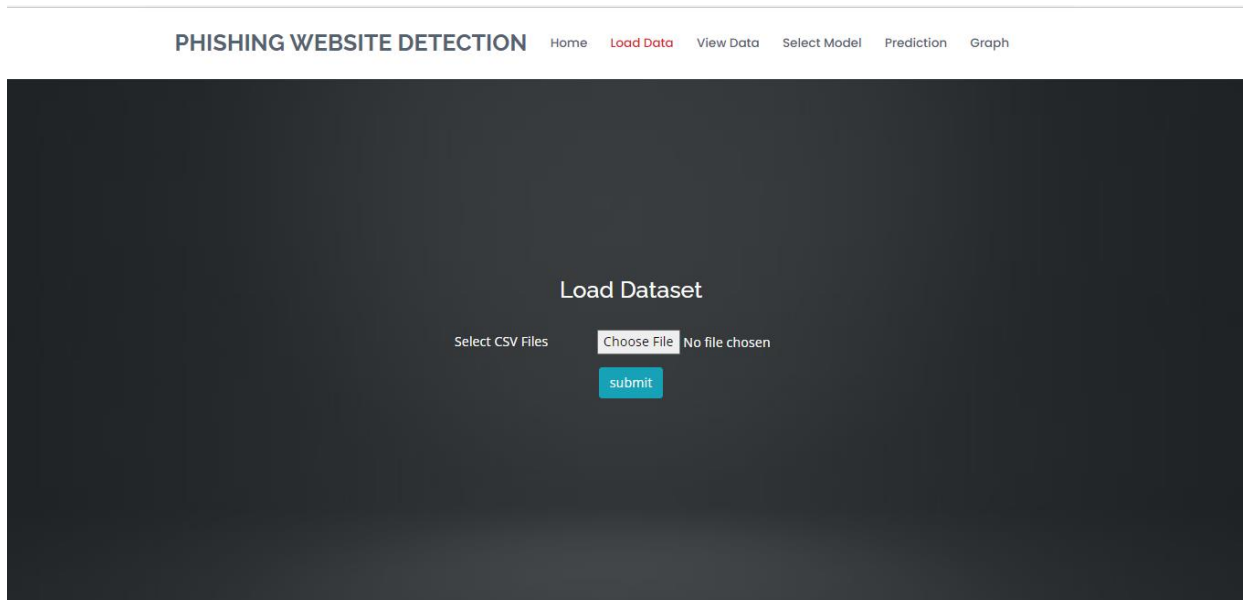 PHISHING WEBSITE DETECTION Home Load Data View Data Select Model Prediction Graph
Load Dataset
Select CSV Files Choose File No file chosen
submit